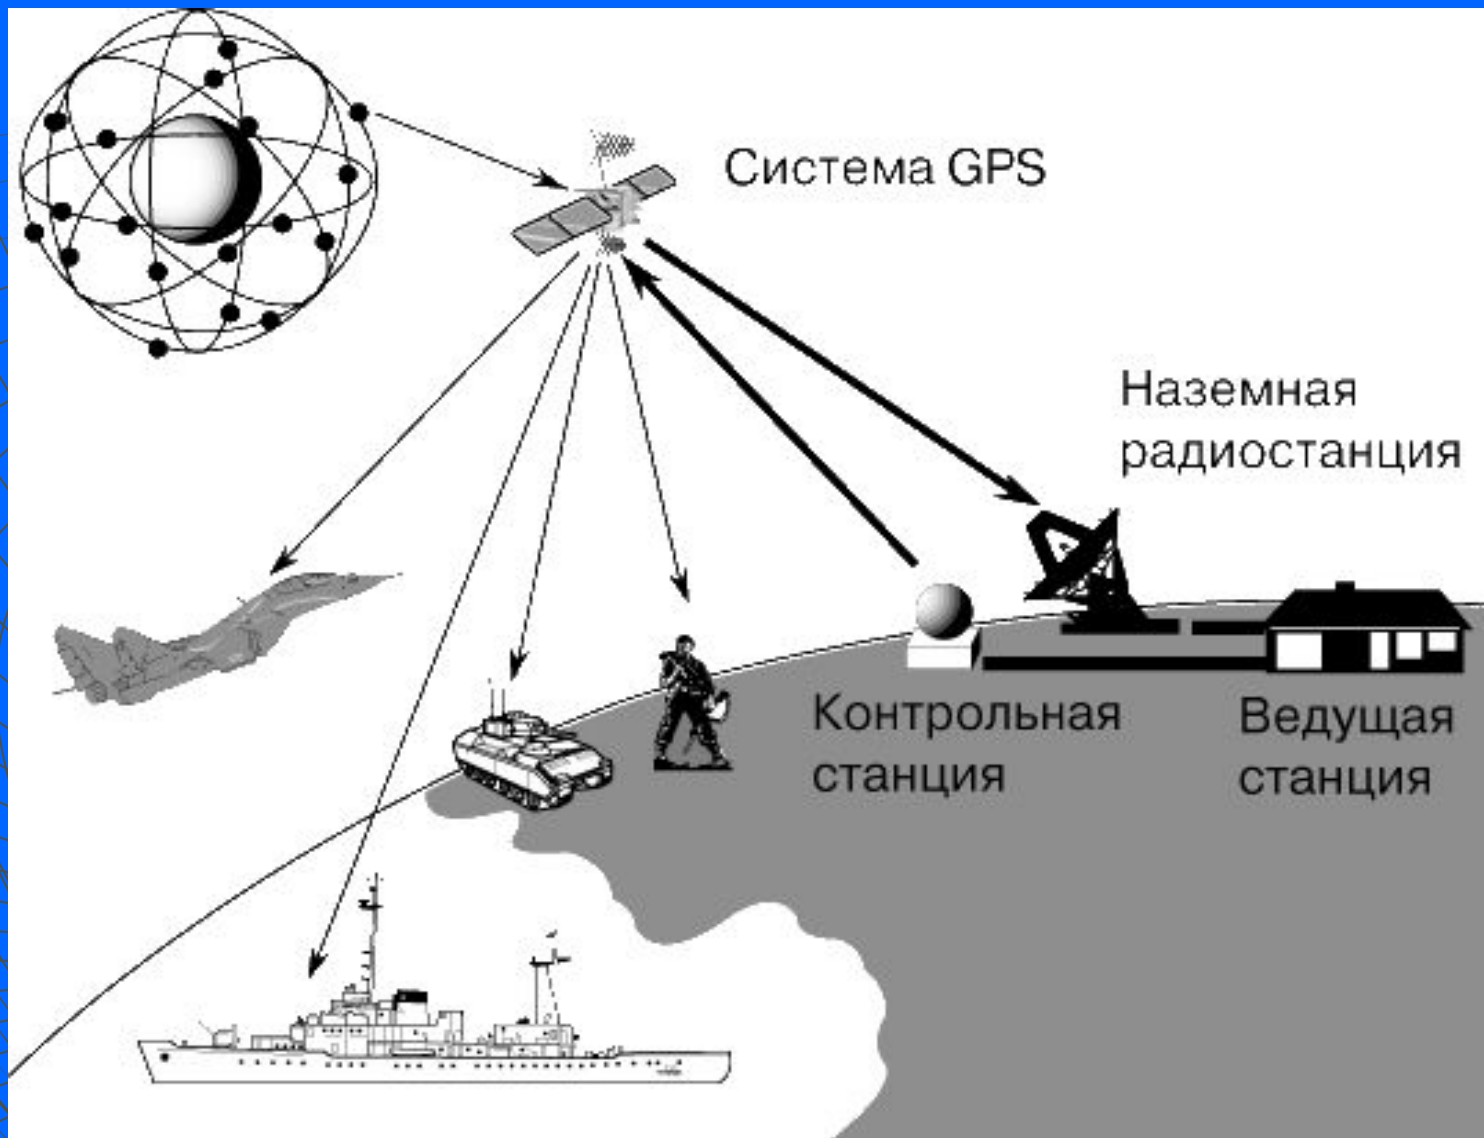 Система GPS
Наземная
радиостанция
Контрольная
станция
Ведущая
станция